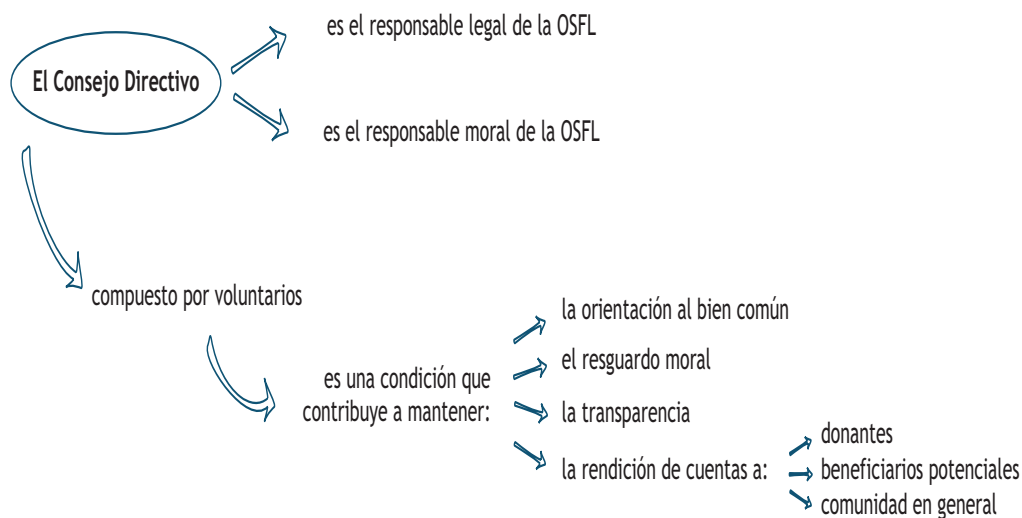 es el responsable legal de la OSFL
El Consejo Directivo
es el responsable moral de la OSFL
compuesto por voluntarios
es una condición que
contribuye a mantener:
la orientación al bien común
el resguardo moral
la transparencia
la rendición de cuentas a:
donantes
beneficiarios potenciales
comunidad en general